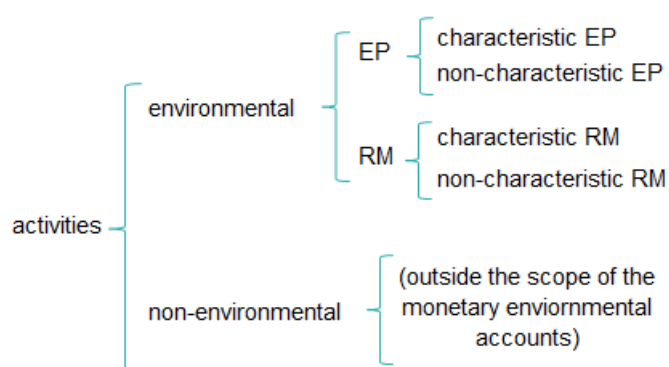 characteristic EP
EP
non-characteristic EP
environmental
characteristic RM
RM
non-characteristic RM
activities
(outside the scope of the
non-environmental
monetary enviornmental
accounts)